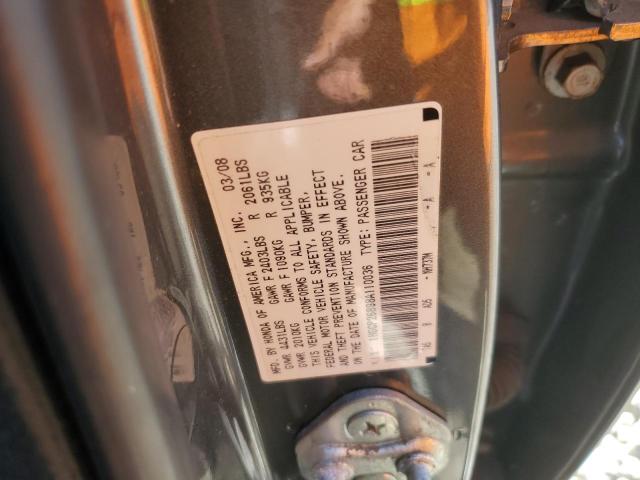 MFD. BY HONDA OF AMERICA MFG., INC. 03/08
GVWR 4431LBS GAWR F 2403LBS R 2061LBS
GVWR 2010KG GAWR F 1090KG R 935KG
THIS VEHICLE CONFORMS TO ALL APPLICABLE
FEDERAL MOTOR VEHICLE SAFETY, BUMPER,
AND THEFT PREVENTION STANDARDS IN EFFECT
ON THE DATE OF MANUFACTURE SHOWN ABOVE.
TYPE: PASSENGER CAR
A A